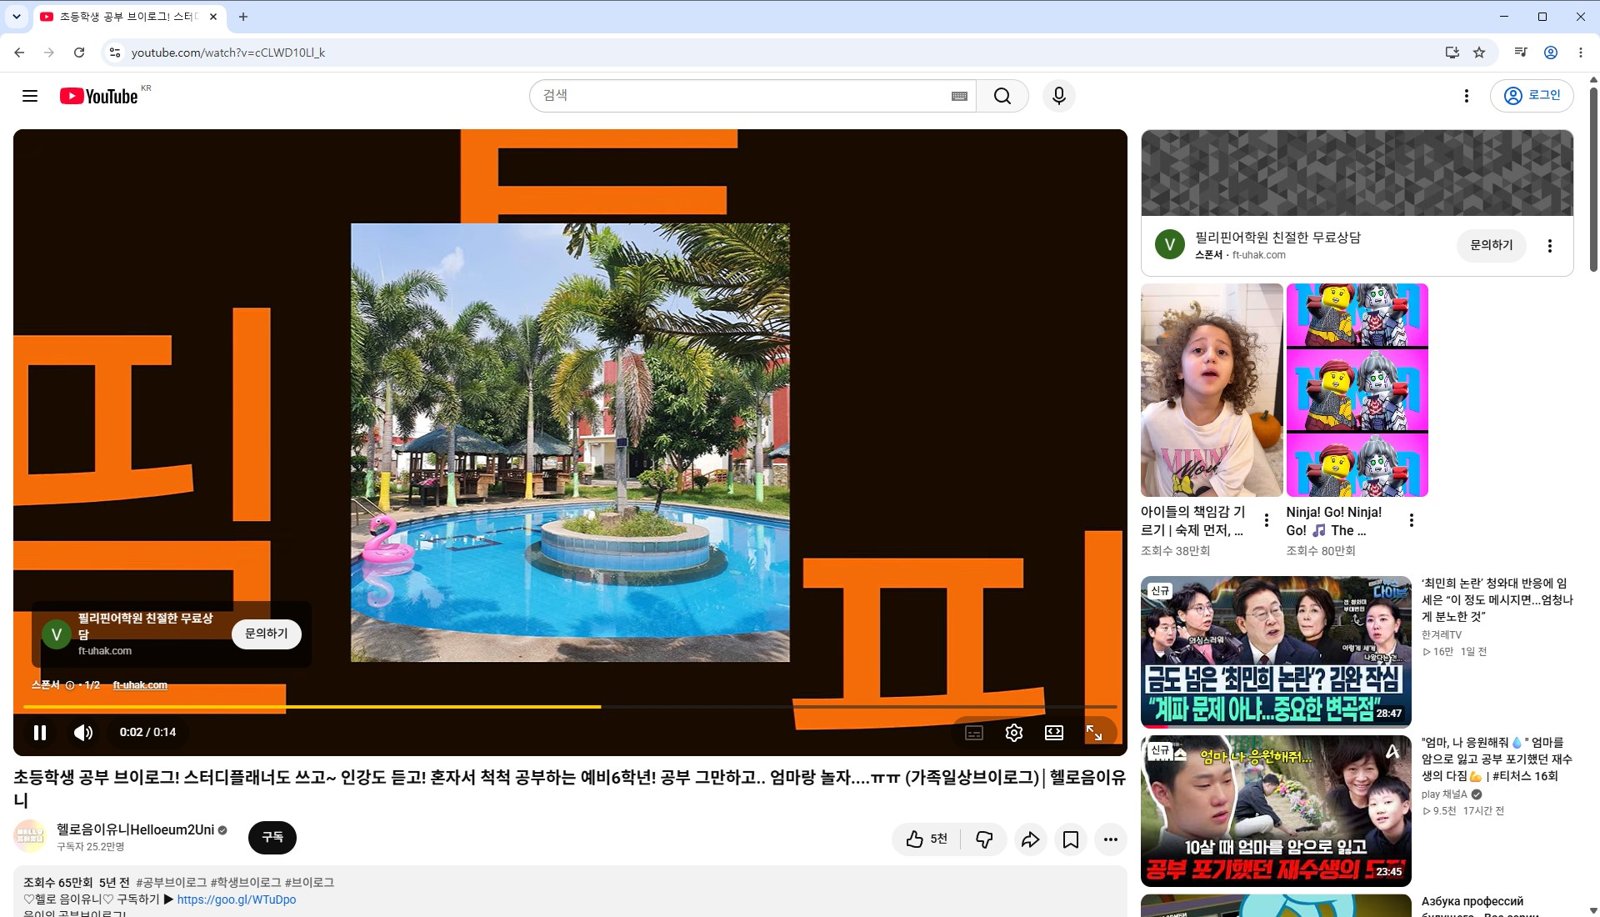 초등학생 공부 브이로그! 스터디
youtube.com/watch?v=cCLWD10Ll_k
YouTube KR
검색
로그인
필리핀어학원 친절한 무료상담
ft-uhak.com
문의하기
스폰서 · 1/2 ft-uhak.com
0:02 / 0:14
초등학생 공부 브이로그! 스터디플래너도 쓰고~ 인강도 듣고! 혼자서 척척 공부하는 예비6학년! 공부 그만하고.. 엄마랑 놀자....ㅠㅠ (가족일상브이로그)│헬로음이유니
헬로음이유니Helloeum2Uni
구독자 25.2만명
구독
5천
조회수 65만회 5년 전 #공부브이로그 #학생브이로그 #브이로그
♡헬로 음이유니♡ 구독하기 ▶ https://goo.gl/WTuDpo
음이의 공부브이로그!
V
필리핀어학원 친절한 무료상담
스폰서 · ft-uhak.com
문의하기
아이들의 책임감 기
르기 | 숙제 먼저, ...
조회수 38만회
Ninja! Go! Ninja!
Go! 🎵 The ...
조회수 80만회
신규
금도 넘은 '최민희 논란'? 김완 작심
"계파 문제 아냐...중요한 변곡점"
28:47
'최민희 논란' 청와대 반응에 임
세은 "이 정도 메시지면...엄청나
게 분노한 것"
한겨레TV
16만 1일 전
신규
엄마, 나 응원해줘...
10살 때 엄마를 암으로 잃고
공부 포기했던 재수생의
23:45
"엄마, 나 응원해줘💧" 엄마를
암으로 잃고 공부 포기했던 재수
생의 다짐💪 | #티처스 16회
play 채널A
9.5천 17시간 전
Азбука профессий